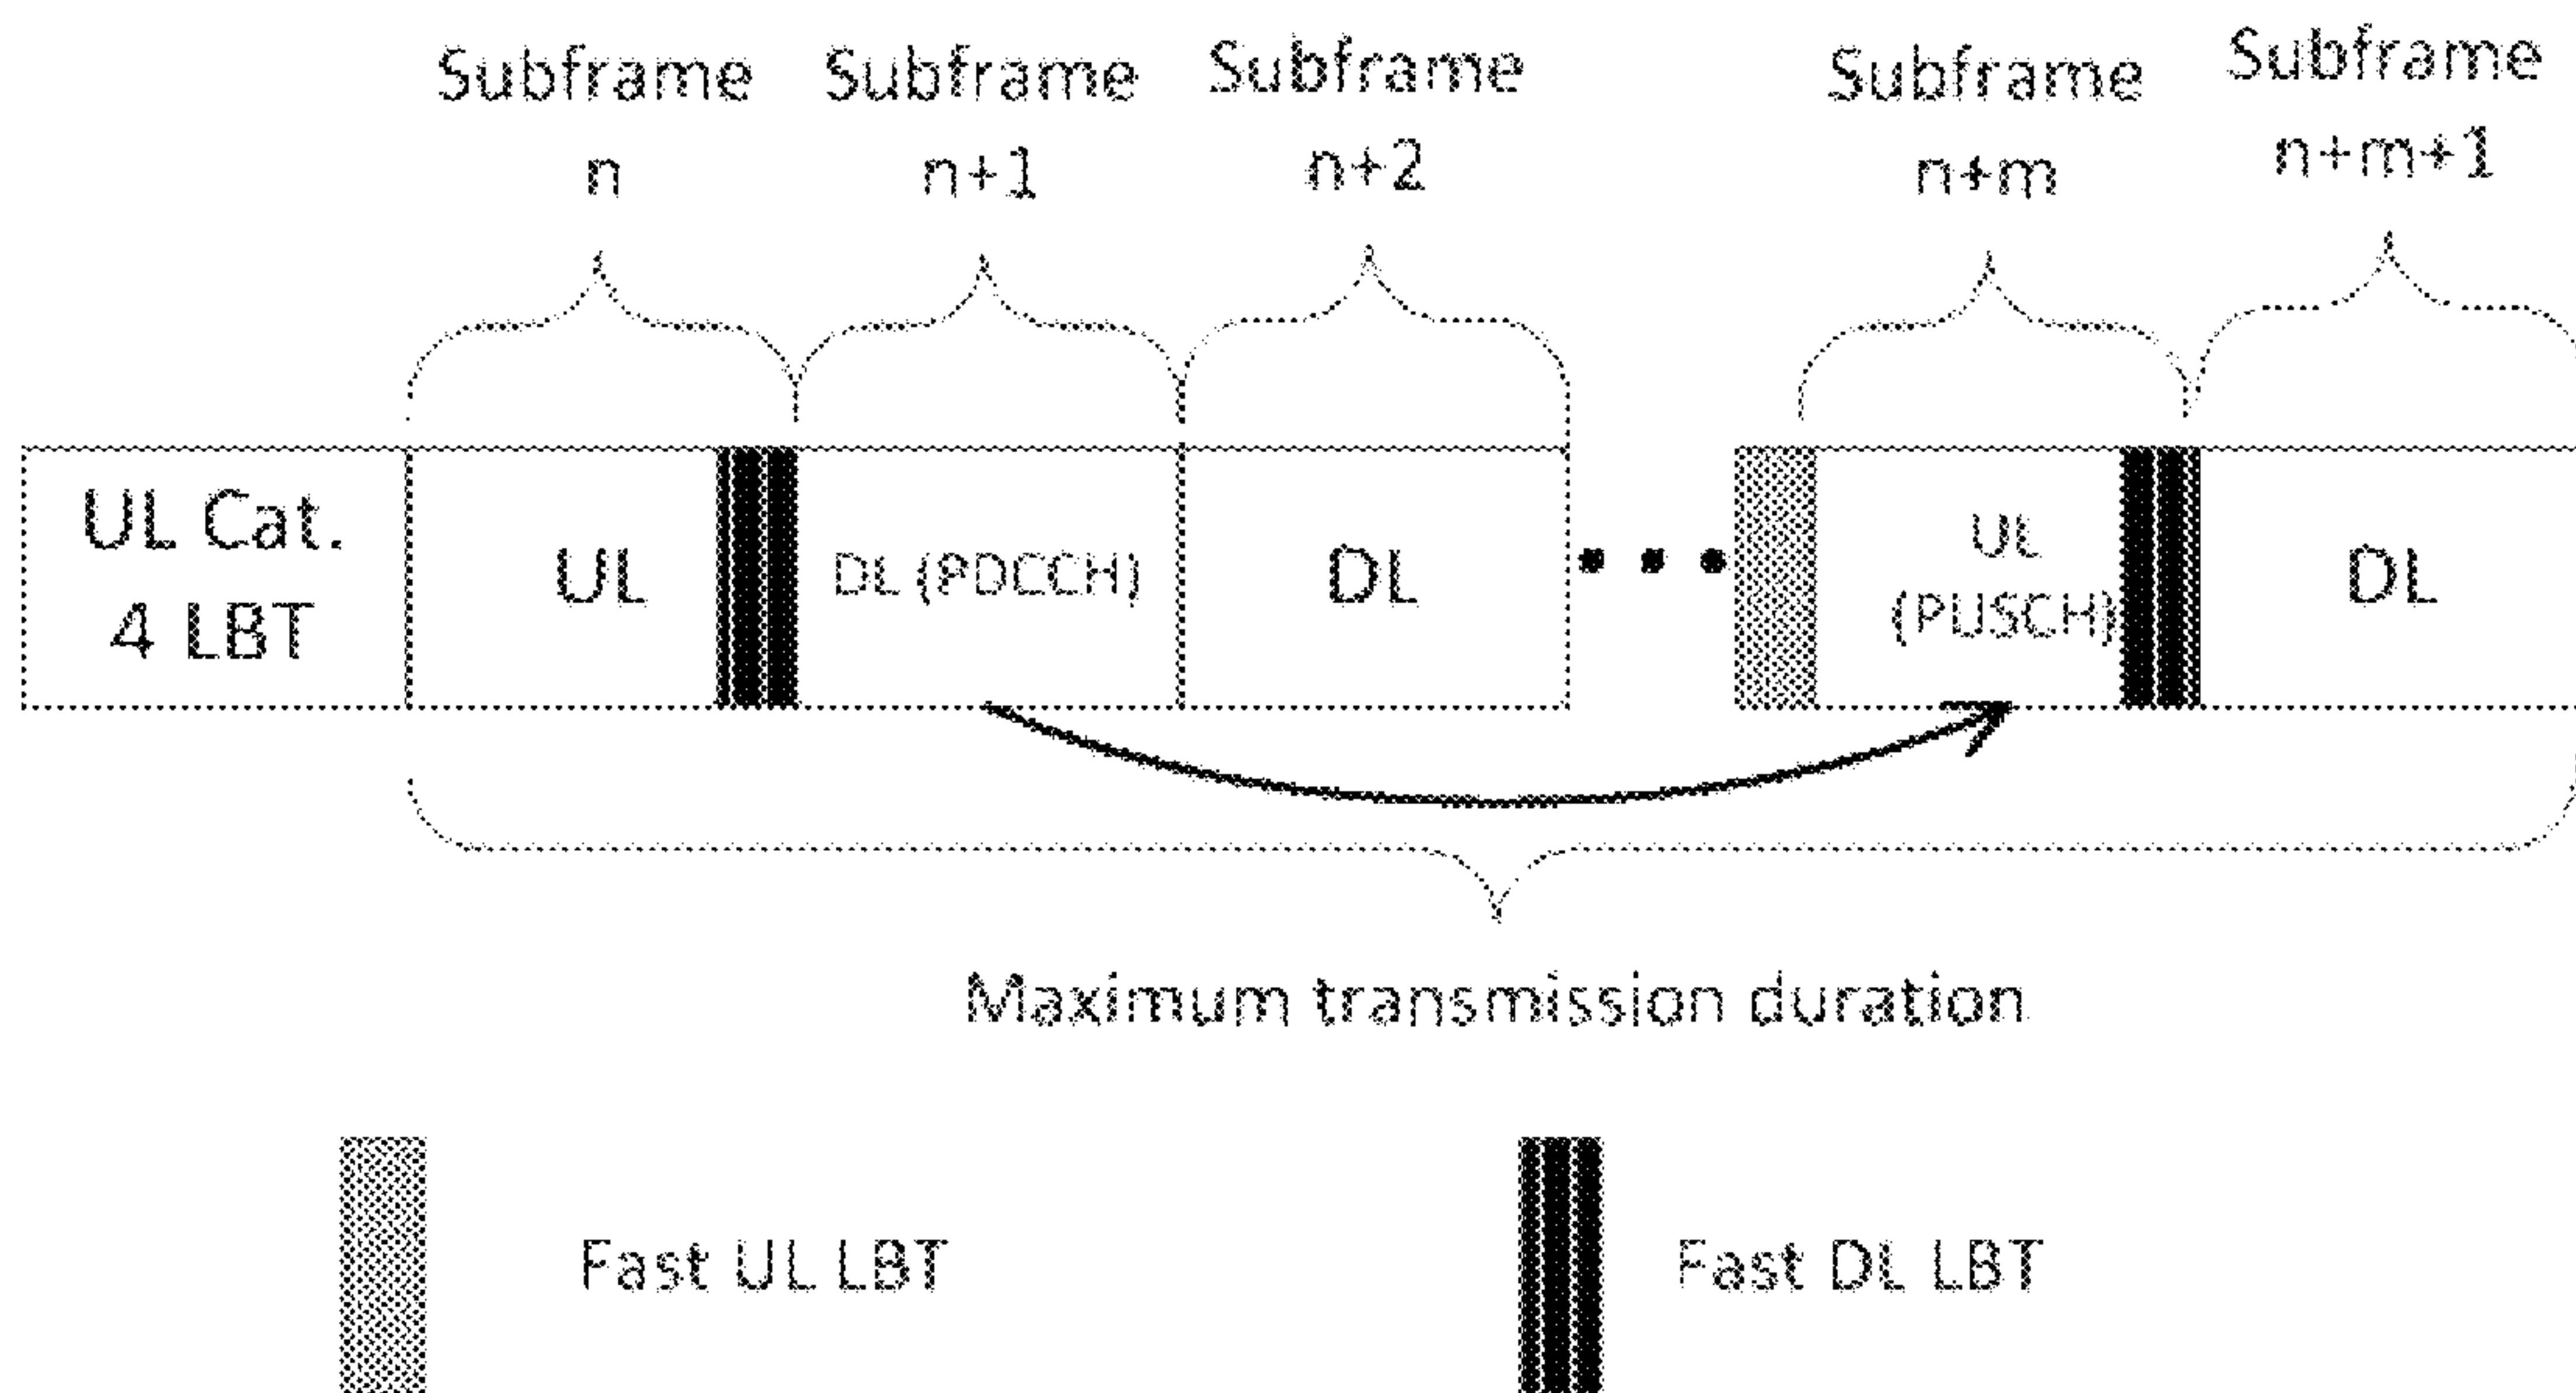 Subframe
n
Subframe
n+1
Subframe
n+2
Subframe
n+m
Subframe
n+m+1
UL Cat.
4 LBT
UL
DL (PDCCH)
DL
UL
(PUSCH)
DL
Maximum transmission duration
Fast UL LBT
Fast DL LBT